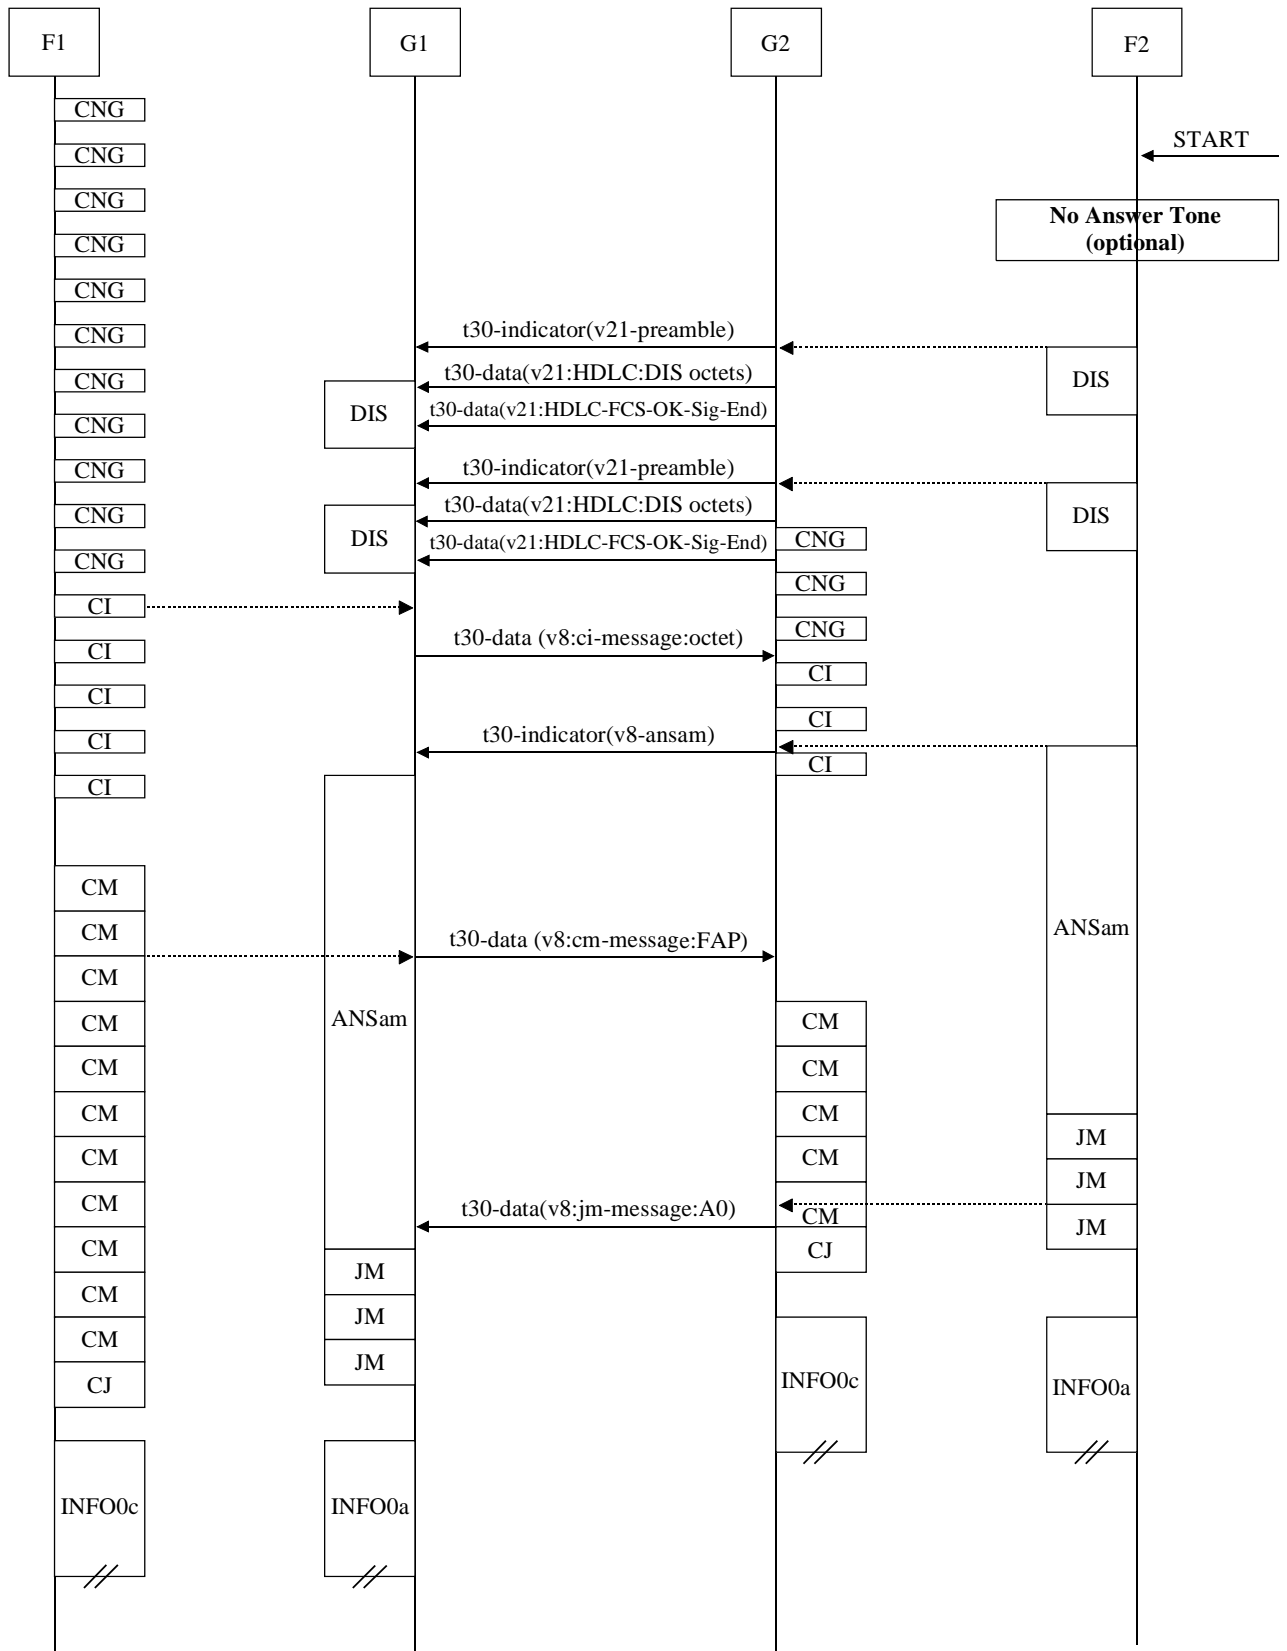 F1
G1
G2
F2
CNG
START
CNG
CNG
No Answer Tone
(optional)
CNG
CNG
t30-indicator(v21-preamble)
CNG
t30-data(v21:HDLC:DIS octets)
DIS
CNG
DIS
t30-data(v21:HDLC-FCS-OK-Sig-End)
CNG
t30-indicator(v21-preamble)
CNG
t30-data(v21:HDLC:DIS octets)
DIS
CNG
DIS
t30-data(v21:HDLC-FCS-OK-Sig-End)
CNG
CNG
CNG
CI
CNG
t30-data (v8:ci-message:octet)
CI
CI
CI
CI
t30-indicator(v8-ansam)
CI
CI
CI
CM
CM
t30-data (v8:cm-message:FAP)
ANSam
CM
CM
ANSam
CM
CM
CM
CM
CM
JM
CM
CM
JM
CM
t30-data(v8:jm-message:A0)
CM
JM
CM
CJ
JM
CM
JM
CM
JM
CJ
INFO0c
INFO0a
INFO0c
INFO0a